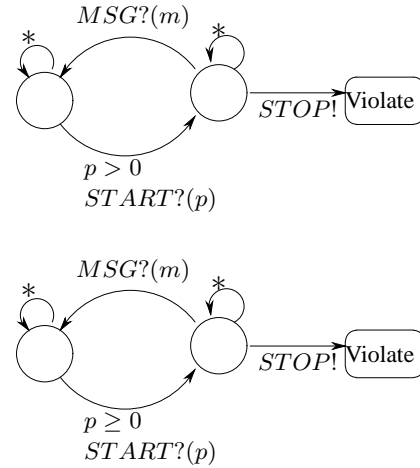 MSG?(m)
* *
STOP! Violate
p > 0
START?(p)
MSG?(m)
* *
STOP! Violate
p ≥ 0
START?(p)